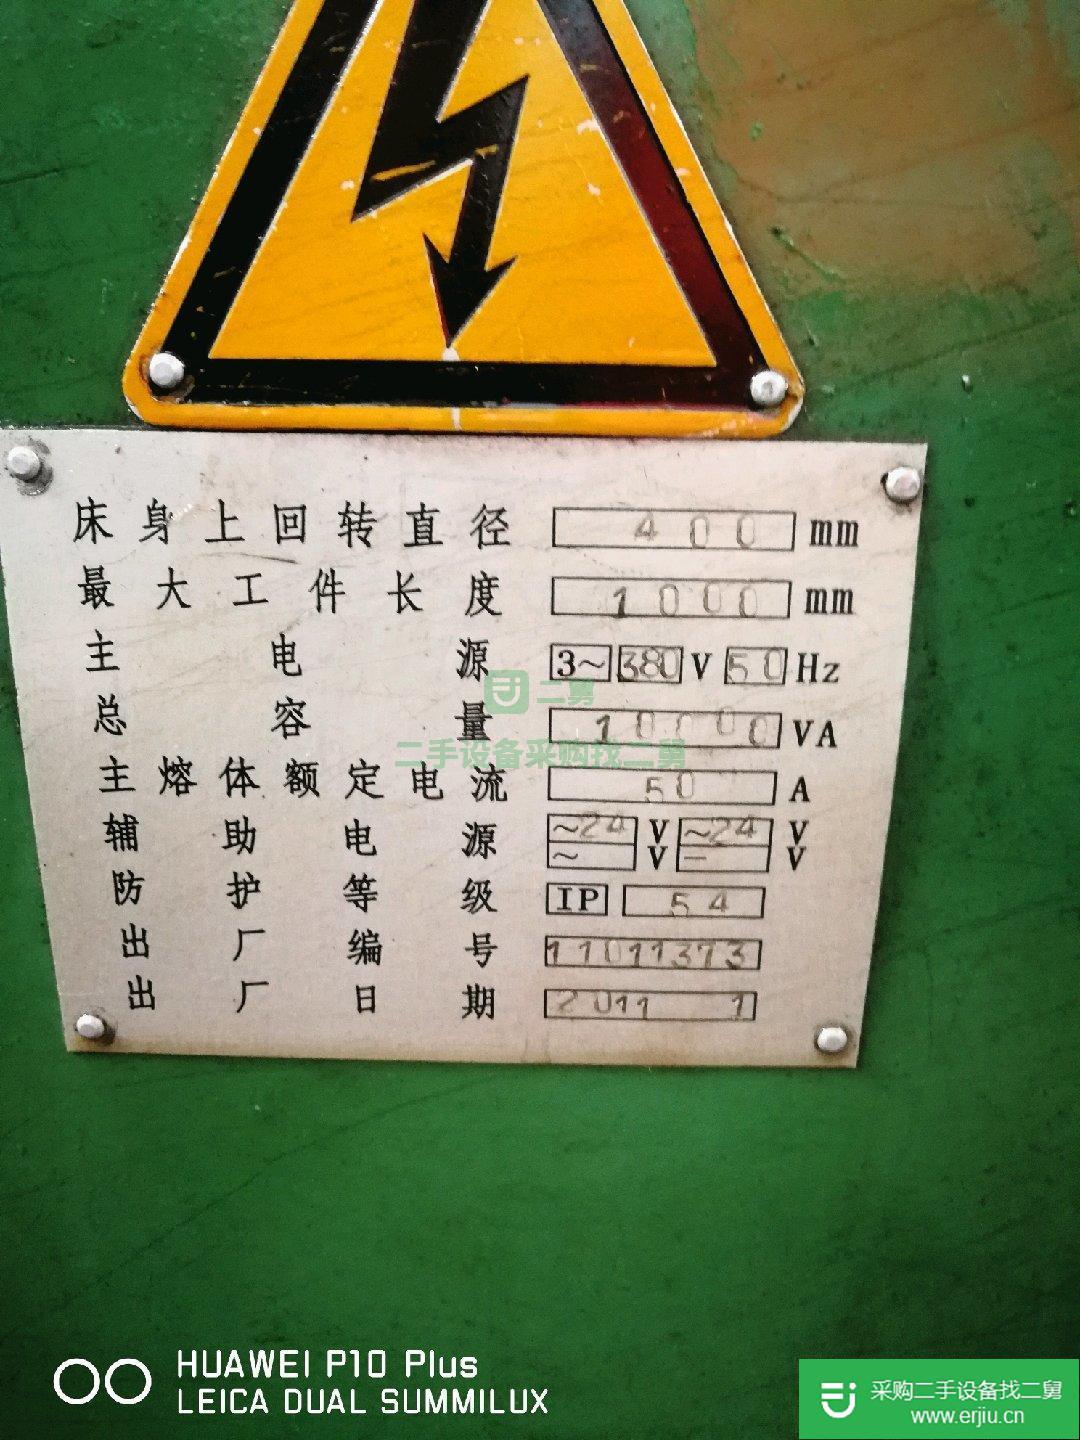 床身上回转直径 400 mm
最大工件长度 1000 mm
主电源 3~ 380 V 50 Hz
总容量 10000 VA
主熔体额定电流 50 A
辅助电源 ~24 V ~24 V
~ V - V
防护等级 IP 54
出厂编号 11011373
出厂日期 2011 1
二舅
二手设备采购找二舅
HUAWEI P10 Plus
LEICA DUAL SUMMILUX
采购二手设备找二舅
www.erjiu.cn